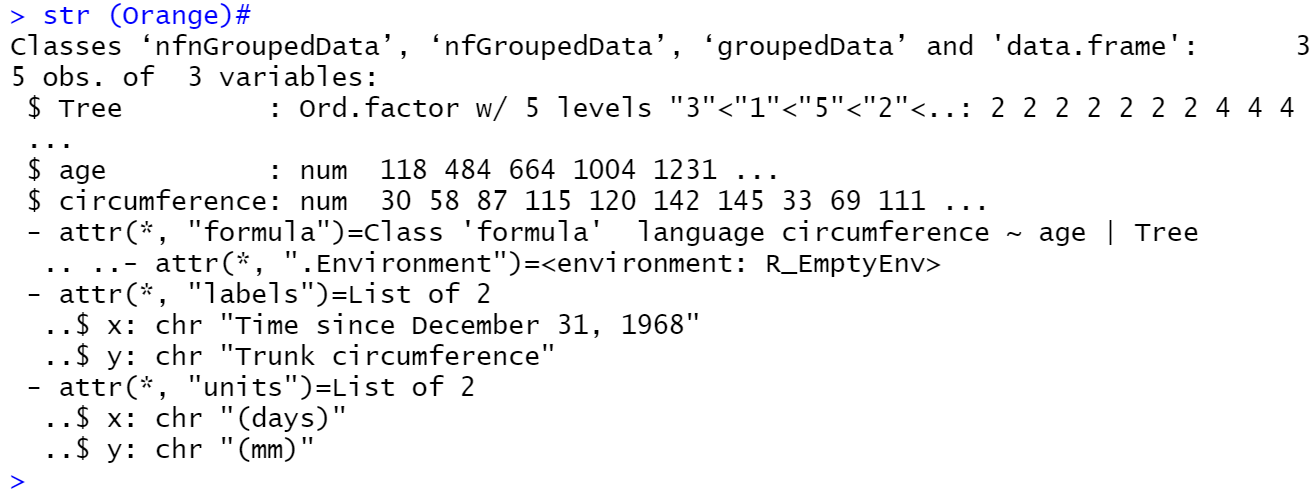 > str (Orange)#
Classes ‘nfnGroupedData’, ‘nfGroupedData’, ‘groupedData’ and 'data.frame':	3
5 obs. of  3 variables:
 $ Tree         : Ord.factor w/ 5 levels "3"<"1"<"5"<"2"<..: 2 2 2 2 2 2 2 4 4 4
 ...
 $ age          : num  118 484 664 1004 1231 ...
 $ circumference: num  30 58 87 115 120 142 145 33 69 111 ...
 - attr(*, "formula")=Class 'formula'  language circumference ~ age | Tree
  .. ..- attr(*, ".Environment")=<environment: R_EmptyEnv>
 - attr(*, "labels")=List of 2
  ..$ x: chr "Time since December 31, 1968"
  ..$ y: chr "Trunk circumference"
 - attr(*, "units")=List of 2
  ..$ x: chr "(days)"
  ..$ y: chr "(mm)"
>